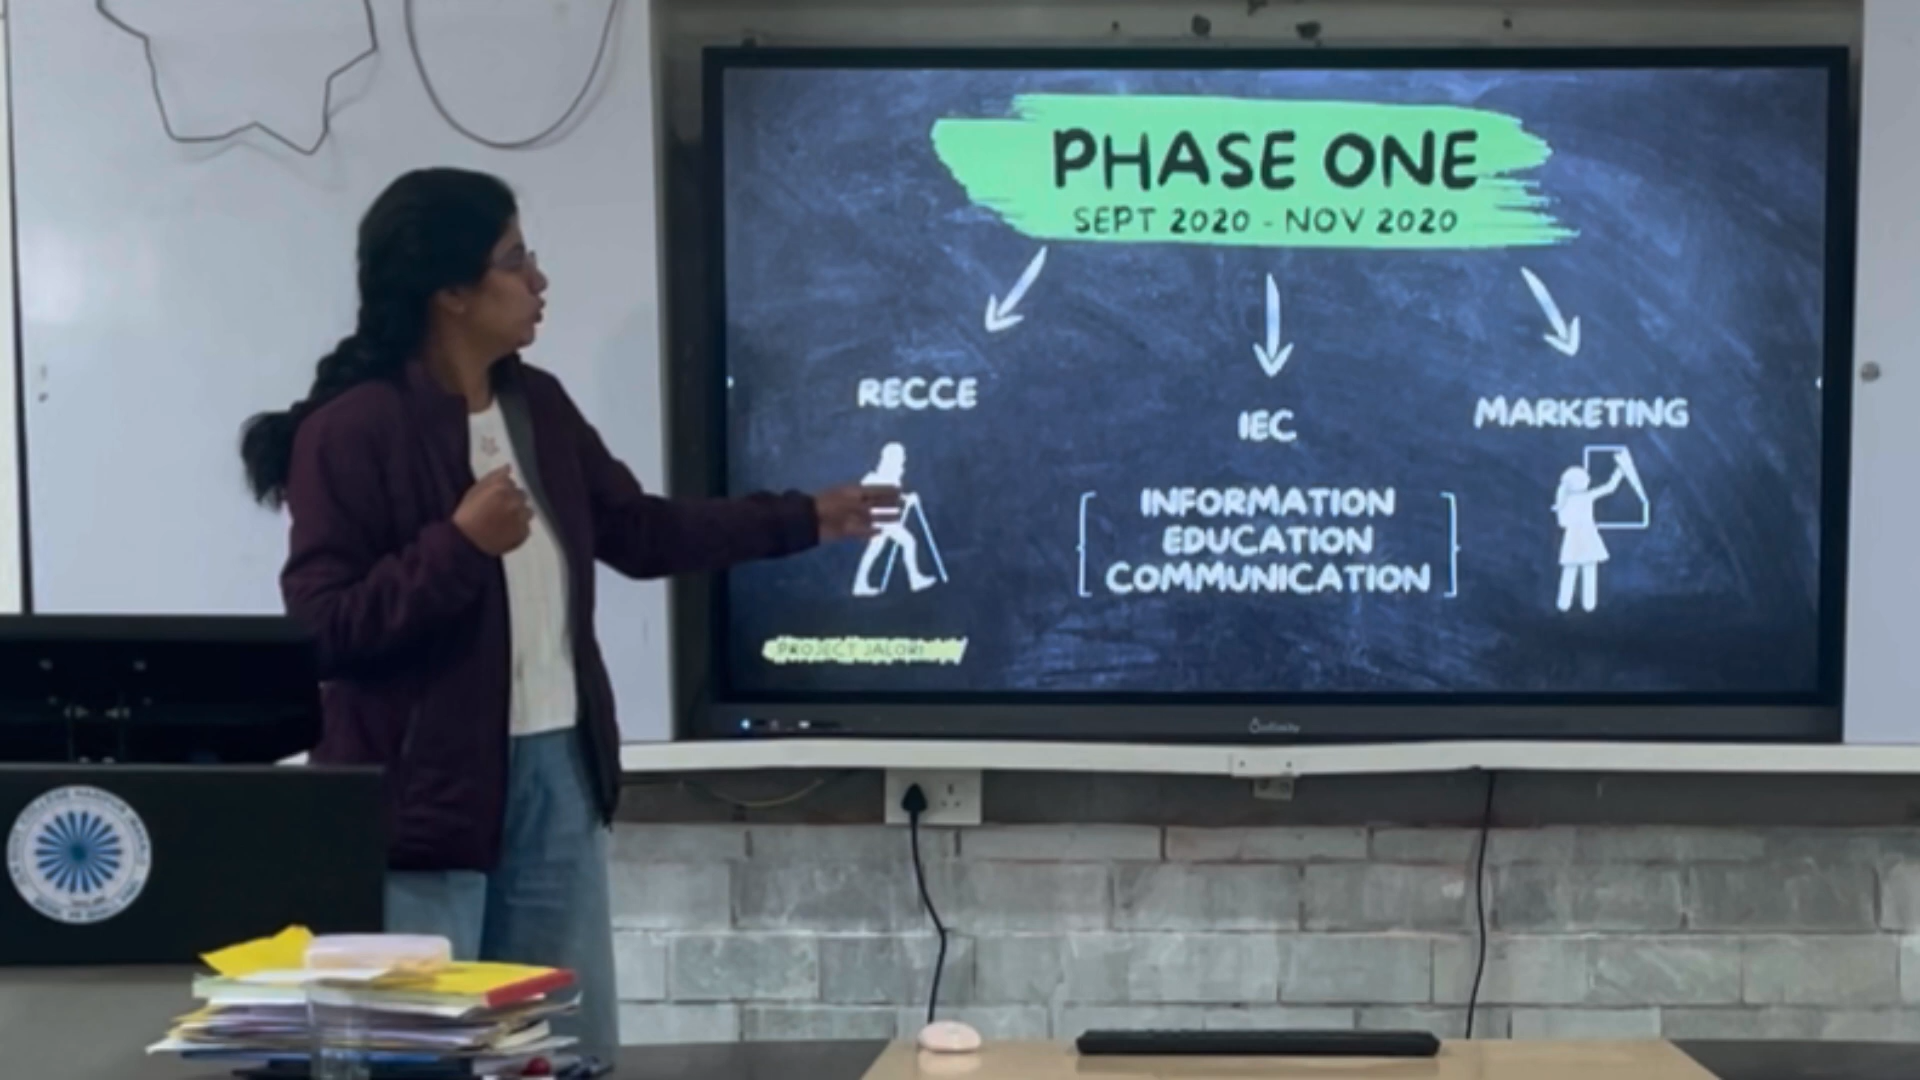 PHASE ONE
SEPT 2020 - NOV 2020
RECCE
IEC
MARKETING
INFORMATION
EDUCATION
COMMUNICATION
PROJECT JALORI